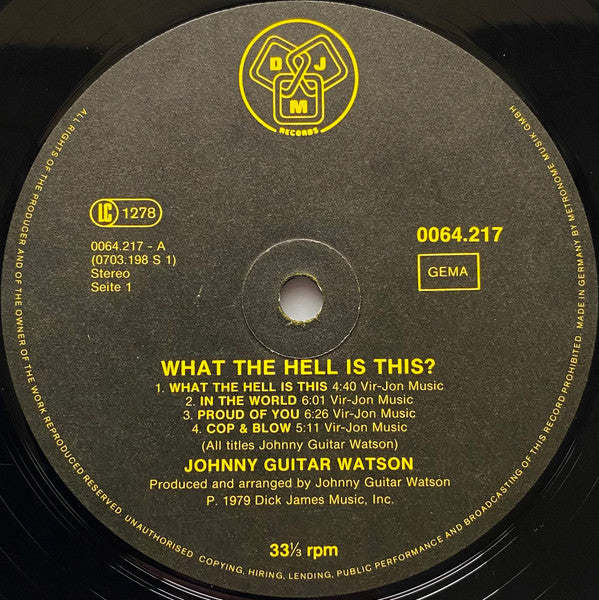 D J
M
RECORDS
LC 1278
0064.217 - A
(0703.198 S 1)
Stereo
Seite 1
0064.217
GEMA
WHAT THE HELL IS THIS?
1. WHAT THE HELL IS THIS 4:40 Vir-Jon Music
2. IN THE WORLD 6:01 Vir-Jon Music
3. PROUD OF YOU 6:26 Vir-Jon Music
4. COP & BLOW 5:11 Vir-Jon Music
(All titles Johnny Guitar Watson)
JOHNNY GUITAR WATSON
Produced and arranged by Johnny Guitar Watson
P. 1979 Dick James Music, Inc.
33⅓ rpm
ALL RIGHTS OF THE PRODUCER AND OF THE OWNER OF THE WORK REPRODUCED RESERVED. UNAUTHORISED COPYING, HIRING, LENDING, PUBLIC PERFORMANCE AND BROADCASTING OF THIS RECORD PROHIBITED. MADE IN GERMANY BY METRONOME MUSIK GMBH